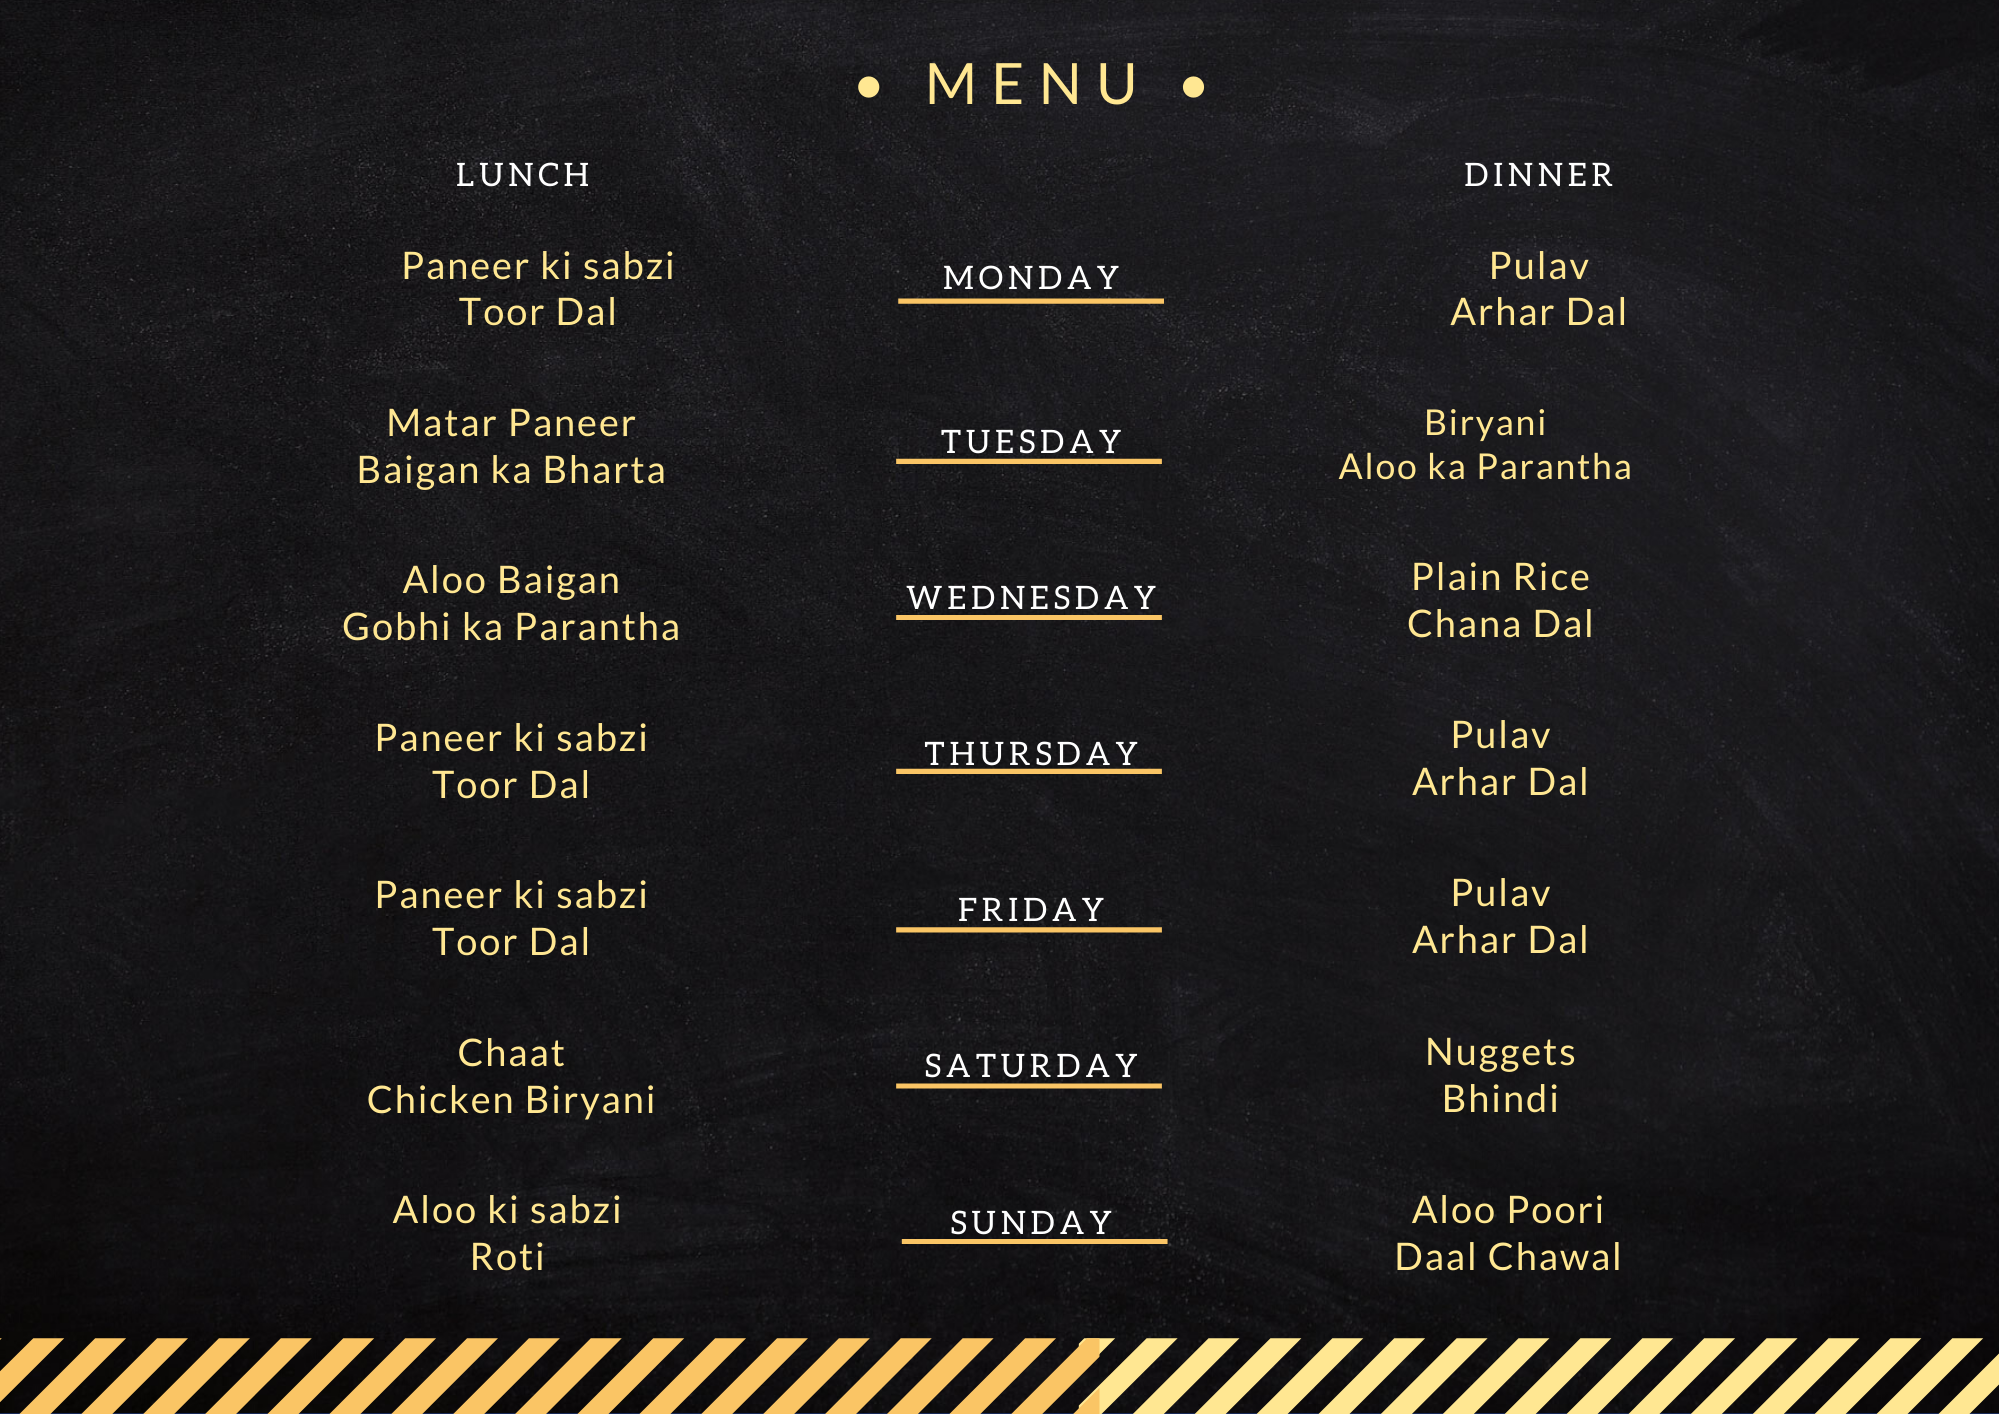 • MENU •
LUNCH
DINNER
Paneer ki sabzi
Toor Dal
MONDAY
Pulav
Arhar Dal
Matar Paneer
Baigan ka Bharta
TUESDAY
Biryani
Aloo ka Parantha
Aloo Baigan
Gobhi ka Parantha
WEDNESDAY
Plain Rice
Chana Dal
Paneer ki sabzi
Toor Dal
THURSDAY
Pulav
Arhar Dal
Paneer ki sabzi
Toor Dal
FRIDAY
Pulav
Arhar Dal
Chaat
Chicken Biryani
SATURDAY
Nuggets
Bhindi
Aloo ki sabzi
Roti
SUNDAY
Aloo Poori
Daal Chawal